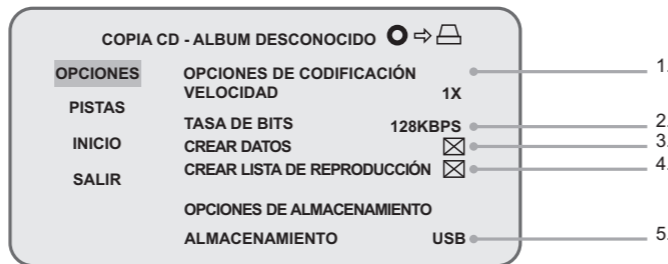 COPIA CD - ALBUM DESCONOCIDO
OPCIONES
PISTAS
INICIO
SALIR
OPCIONES DE CODIFICACIÓN
VELOCIDAD 1X
TASA DE BITS 128KBPS
CREAR DATOS
CREAR LISTA DE REPRODUCCIÓN
OPCIONES DE ALMACENAMIENTO
ALMACENAMIENTO USB
1.
2.
3.
4.
5.